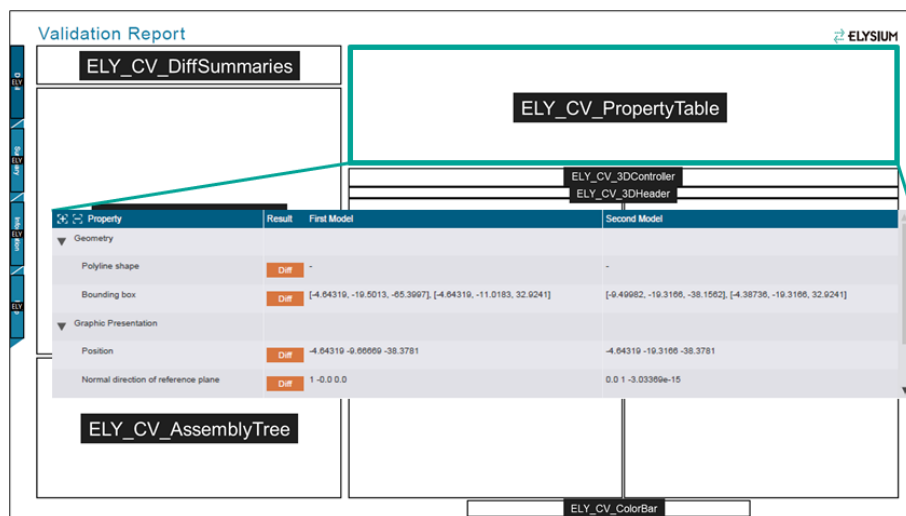 Validation Report
ELYSIUM
ELY_CV_DiffSummaries
ELY_CV_PropertyTable
ELY
ELY
ELY
ELY
ELY_CV_3DController
ELY_CV_3DHeader
Property Result First Model Second Model
Geometry
Polyline shape Diff - -
Bounding box Diff [-4.64319, -19.5013, -65.3997], [-4.64319, -11.0183, 32.9241] [-9.49982, -19.3166, -38.1562], [-4.38736, -19.3166, 32.9241]
Graphic Presentation
Position Diff -4.64319 -9.66669 -38.3781 -4.64319 -19.3166 -38.3781
Normal direction of reference plane Diff 1 -0.0 0.0 0.0 1 -3.03369e-15
ELY_CV_AssemblyTree
ELY_CV_ColorBar